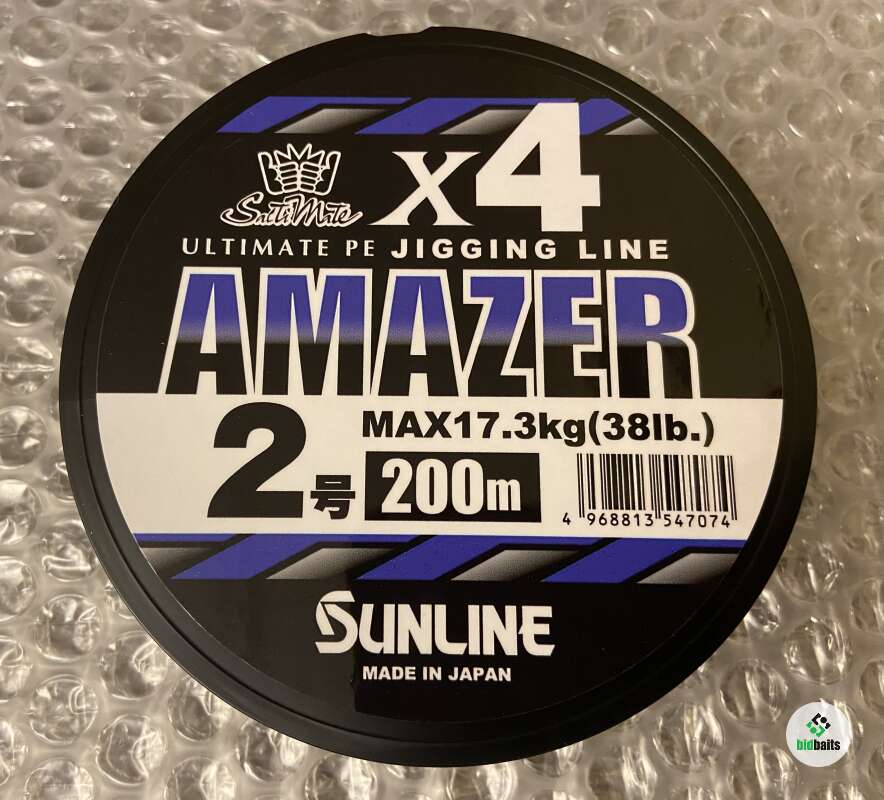 x4
SaltiMate
ULTIMATE PE JIGGING LINE
AMAZER
2号
MAX17.3kg(38lb.)
200m
4 968813 547074
SUNLINE
MADE IN JAPAN
bidbaits